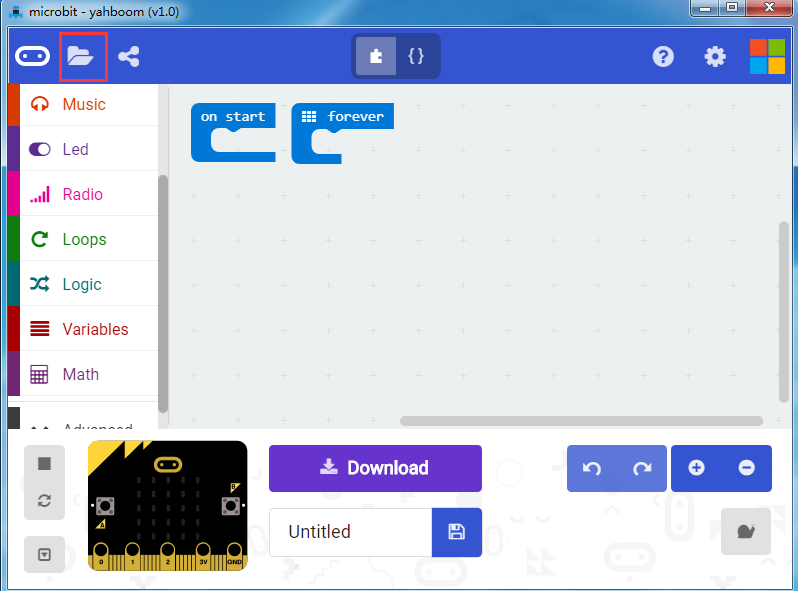 microbit - yahboom (v1.0)
{ }
?
Music
Led
Radio
Loops
Logic
Variables
Math
Advanced
on start
forever
Download
Untitled
A
B
0
1
2
3V
GND